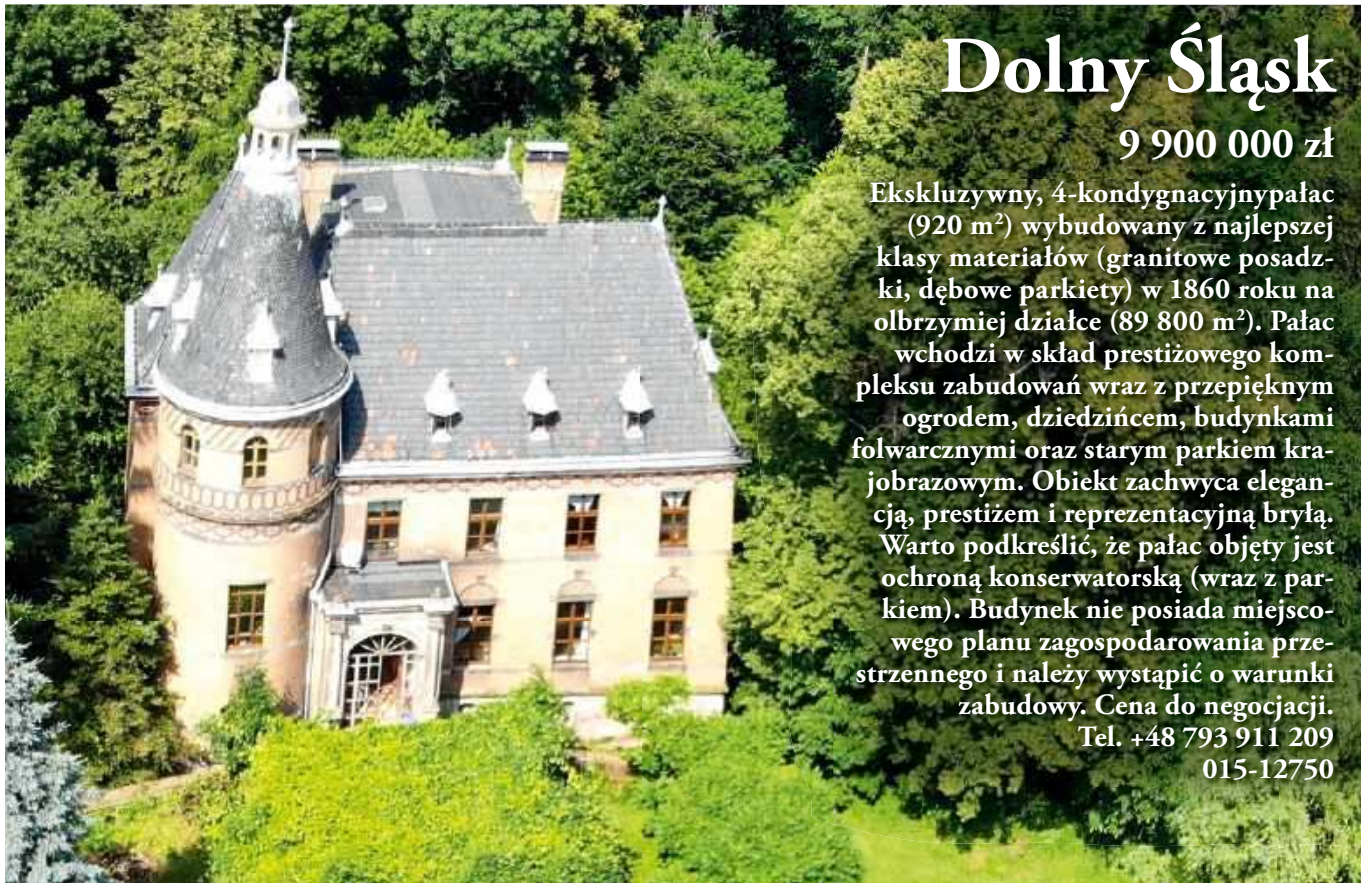 Dolny Śląsk
9 900 000 zł
Ekskluzywny, 4-kondygnacyjnypałac
(920 m²) wybudowany z najlepszej
klasy materiałów (granitowe posadz-
ki, dębowe parkiety) w 1860 roku na
olbrzymiej działce (89 800 m²). Pałac
wchodzi w skład prestiżowego kom-
pleksu zabudowań wraz z przepięknym
ogrodem, dziedzińcem, budynkami
folwarcznymi oraz starym parkiem kra-
jobrazowym. Obiekt zachwyca elegan-
cją, prestiżem i reprezentacyjną bryłą.
Warto podkreślić, że pałac objęty jest
ochroną konserwatorską (wraz z par-
kiem). Budynek nie posiada miejsco-
wego planu zagospodarowania prze-
strzennego i należy wystąpić o warunki
zabudowy. Cena do negocjacji.
Tel. +48 793 911 209
015-12750